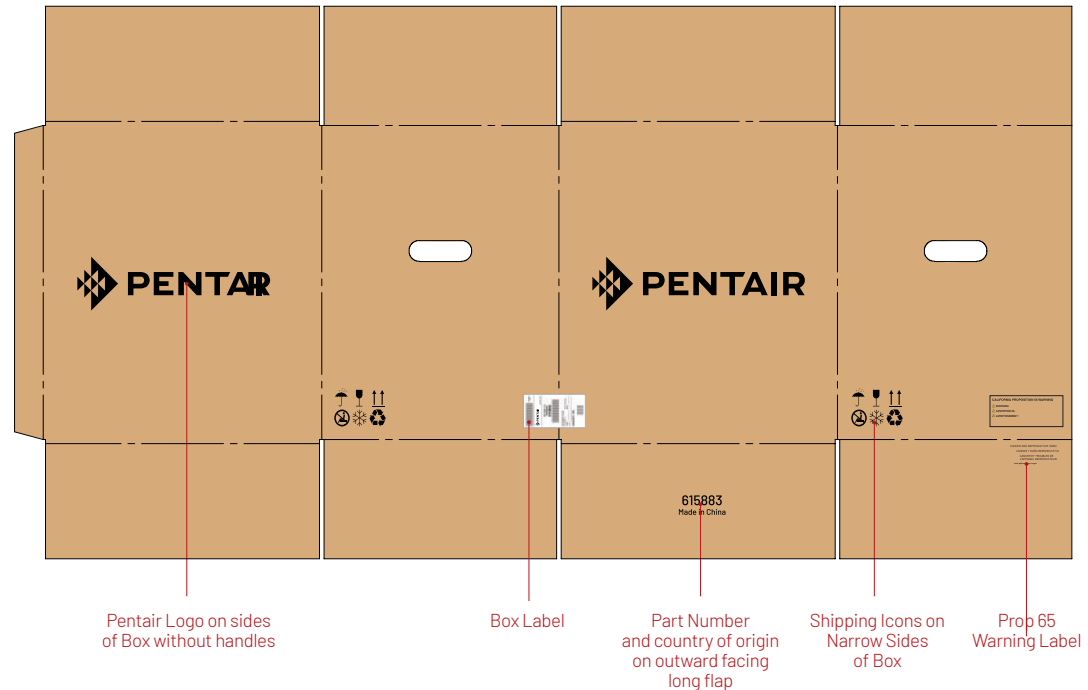 PENTAR
PENTAIR
CALIFORNIA PROPOSITION 65 WARNING
615883
Made in China
Pentair Logo on sides
of Box without handles
Box Label
Part Number
and country of origin
on outward facing
long flap
Shipping Icons on
Narrow Sides
of Box
Prop 65
Warning Label